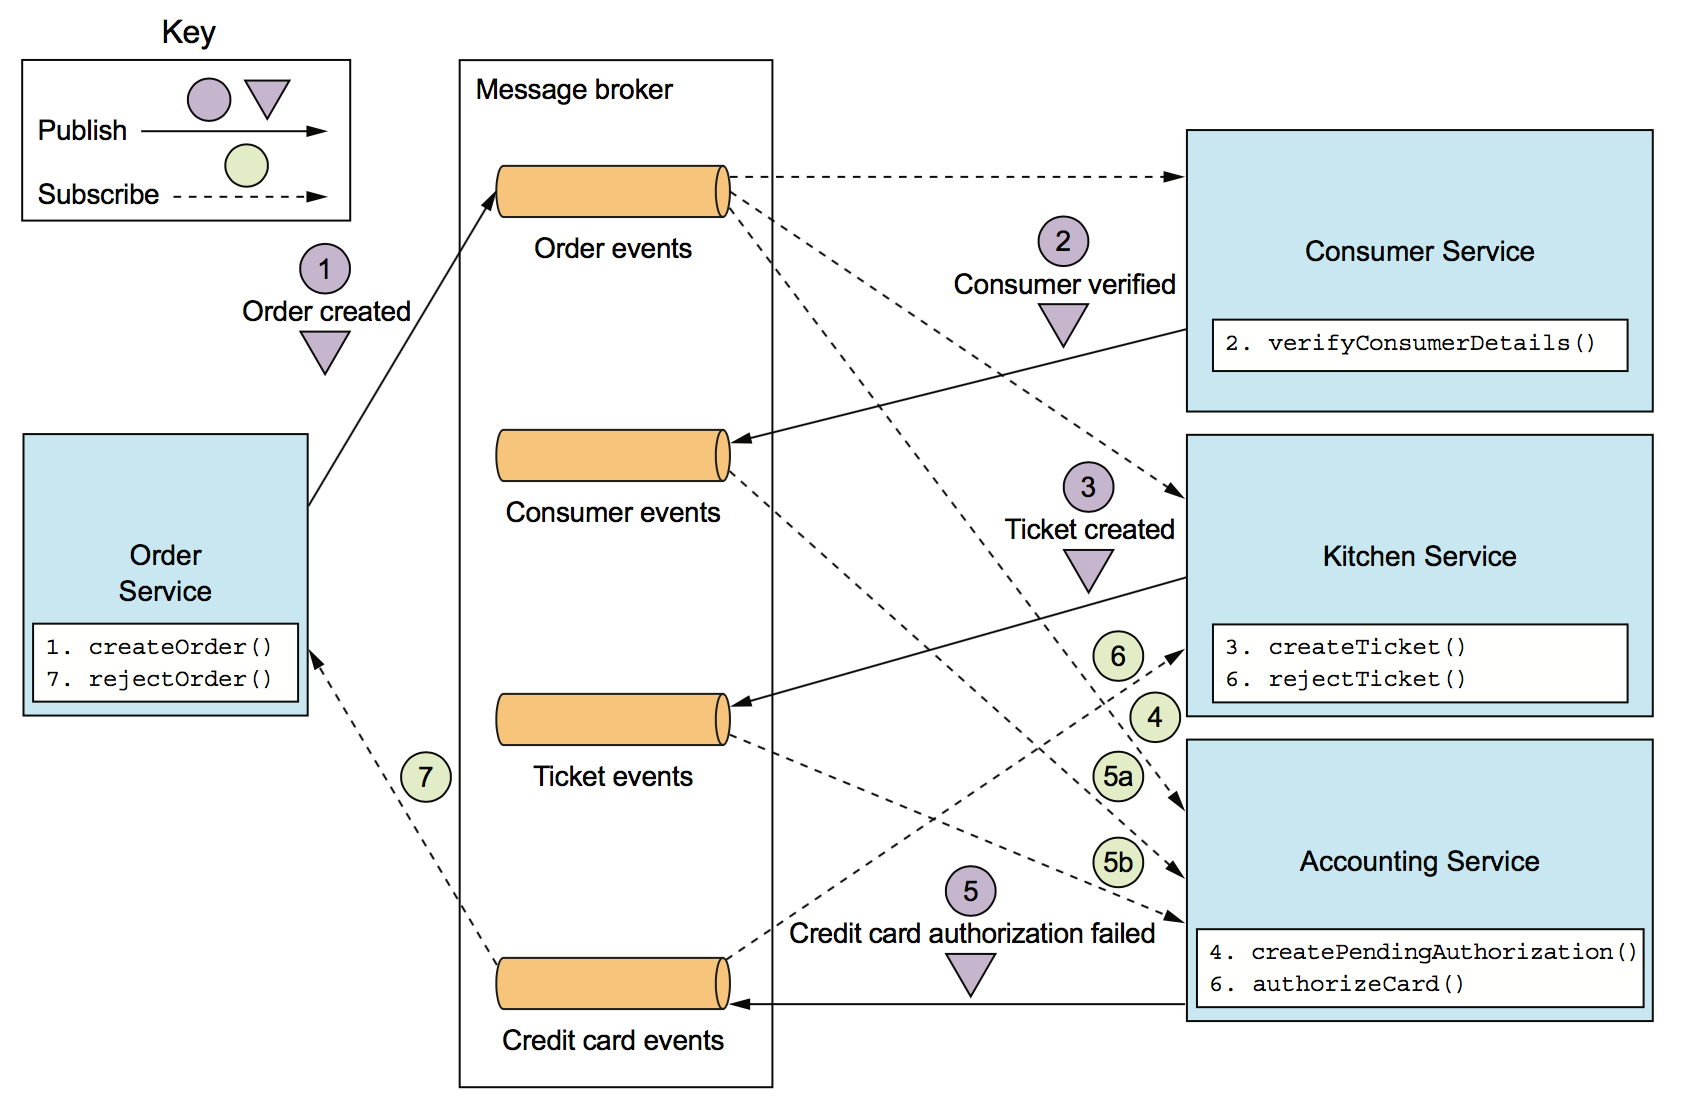 Key
Publish
Subscribe
Message broker
1
Order created
Order events
2
Consumer verified
Consumer Service
2. verifyConsumerDetails()
Consumer events
3
Ticket created
Kitchen Service
3. createTicket()
6. rejectTicket()
Order
Service
1. createOrder()
7. rejectOrder()
6
4
5a
5b
7
Ticket events
Accounting Service
4. createPendingAuthorization()
6. authorizeCard()
5
Credit card authorization failed
Credit card events